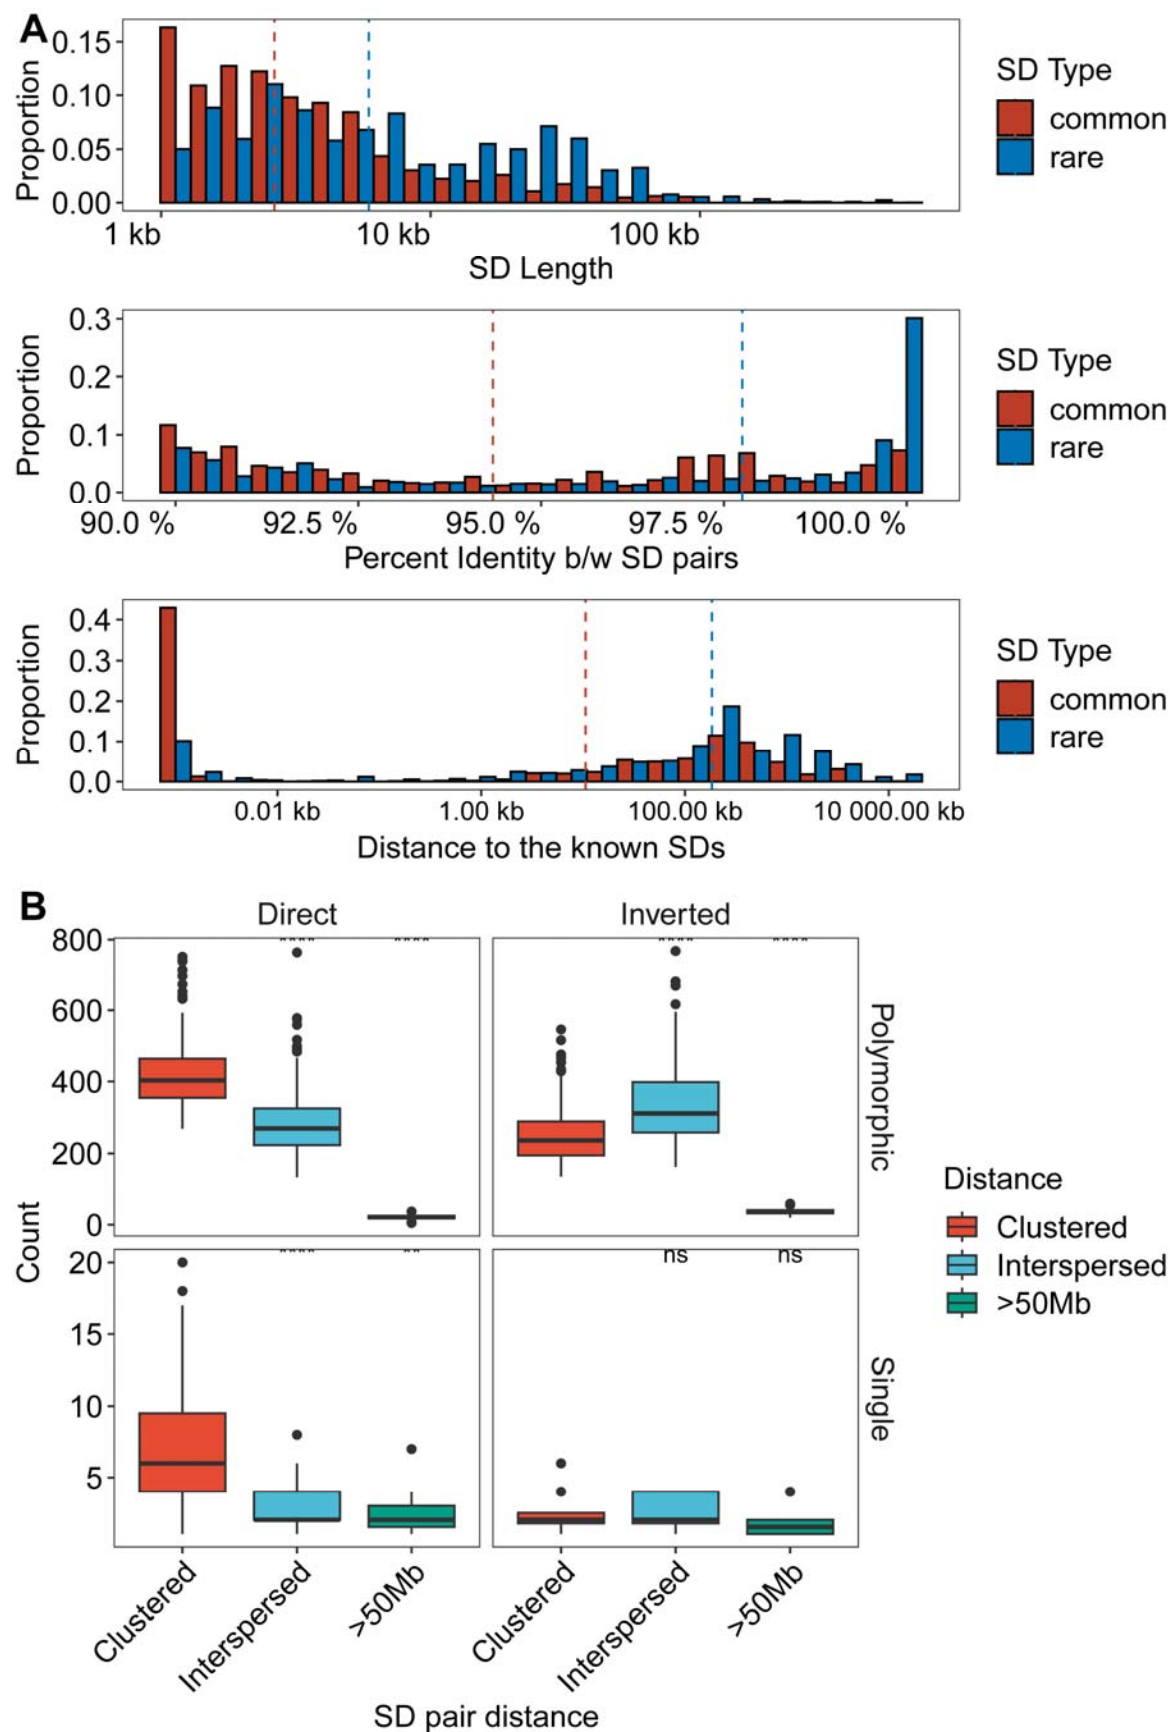 A
Proportion
0.15
0.10
0.05
0.00
1 kb
10 kb
100 kb
SD Length
SD Type
common
rare
Proportion
0.3
0.2
0.1
0.0
90.0 %
92.5 %
95.0 %
97.5 %
100.0 %
Percent Identity b/w SD pairs
SD Type
common
rare
Proportion
0.4
0.3
0.2
0.1
0.0
0.01 kb
1.00 kb
100.00 kb
10 000.00 kb
Distance to the known SDs
SD Type
common
rare
B
Direct
Inverted
Count
800
600
400
200
0
****
****
****
****
Polymorphic
20
15
10
5
****
**
ns
ns
Single
Clustered
Interspersed
>50Mb
Clustered
Interspersed
>50Mb
SD pair distance
Distance
Clustered
Interspersed
>50Mb